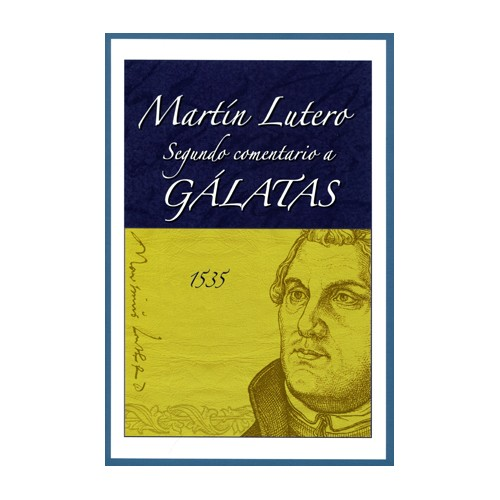 Martín Lutero
Segundo comentario a
GÁLATAS
1535